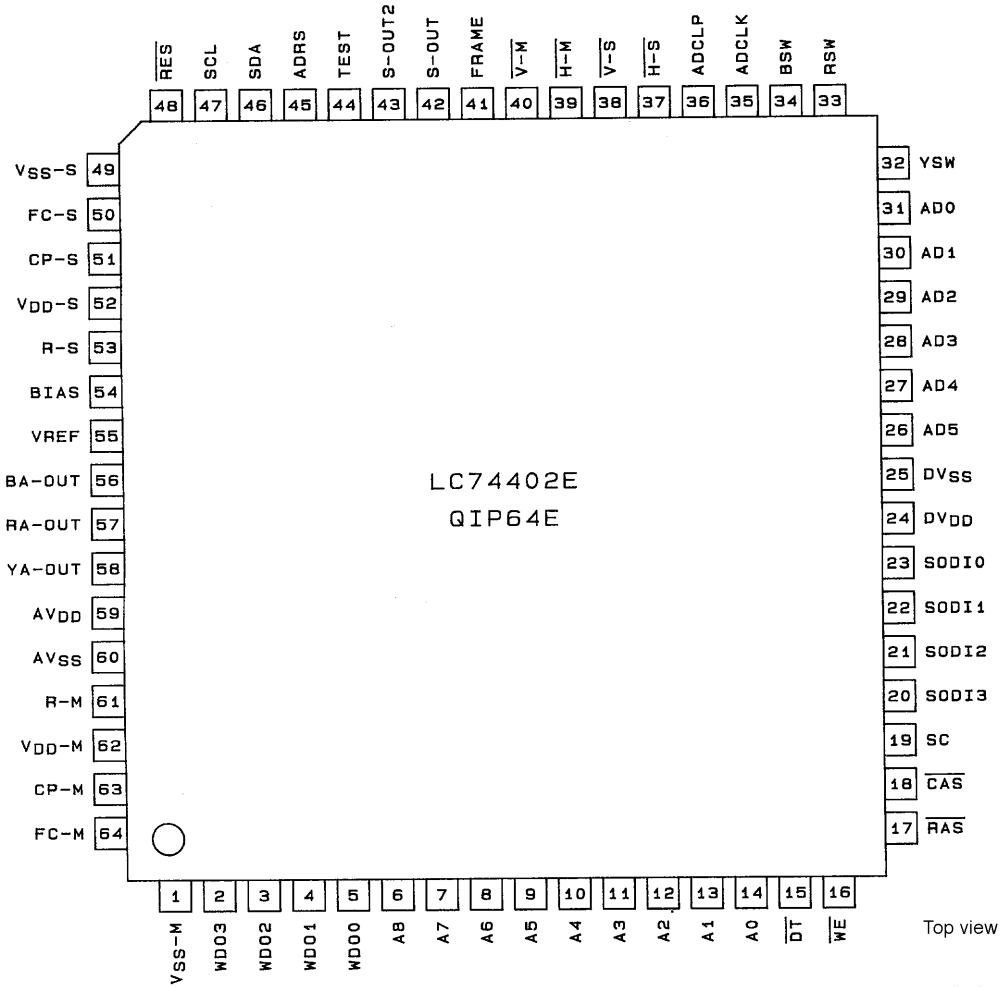 RES SCL SDA ADRS TEST S-OUT2 S-OUT FRAME V-M H-M V-S H-S ADCLP ADCLK BSW RSW
48 47 46 45 44 43 42 41 40 39 38 37 36 35 34 33
VSS-S 49
FC-S 50
CP-S 51
VDD-S 52
R-S 53
BIAS 54
VREF 55
BA-OUT 56
RA-OUT 57
YA-OUT 58
AVDD 59
AVSS 60
R-M 61
VDD-M 62
CP-M 63
FC-M 64
LC74402E
QIP64E
32 YSW
31 AD0
30 AD1
29 AD2
28 AD3
27 AD4
26 AD5
25 DVSS
24 DVDD
23 SODI0
22 SODI1
21 SODI2
20 SODI3
19 SC
18 CAS
17 RAS
1 2 3 4 5 6 7 8 9 10 11 12 13 14 15 16
VSS-M WDO3 WDO2 WDO1 WDO0 A8 A7 A6 A5 A4 A3 A2 A1 A0 DT WE
Top view